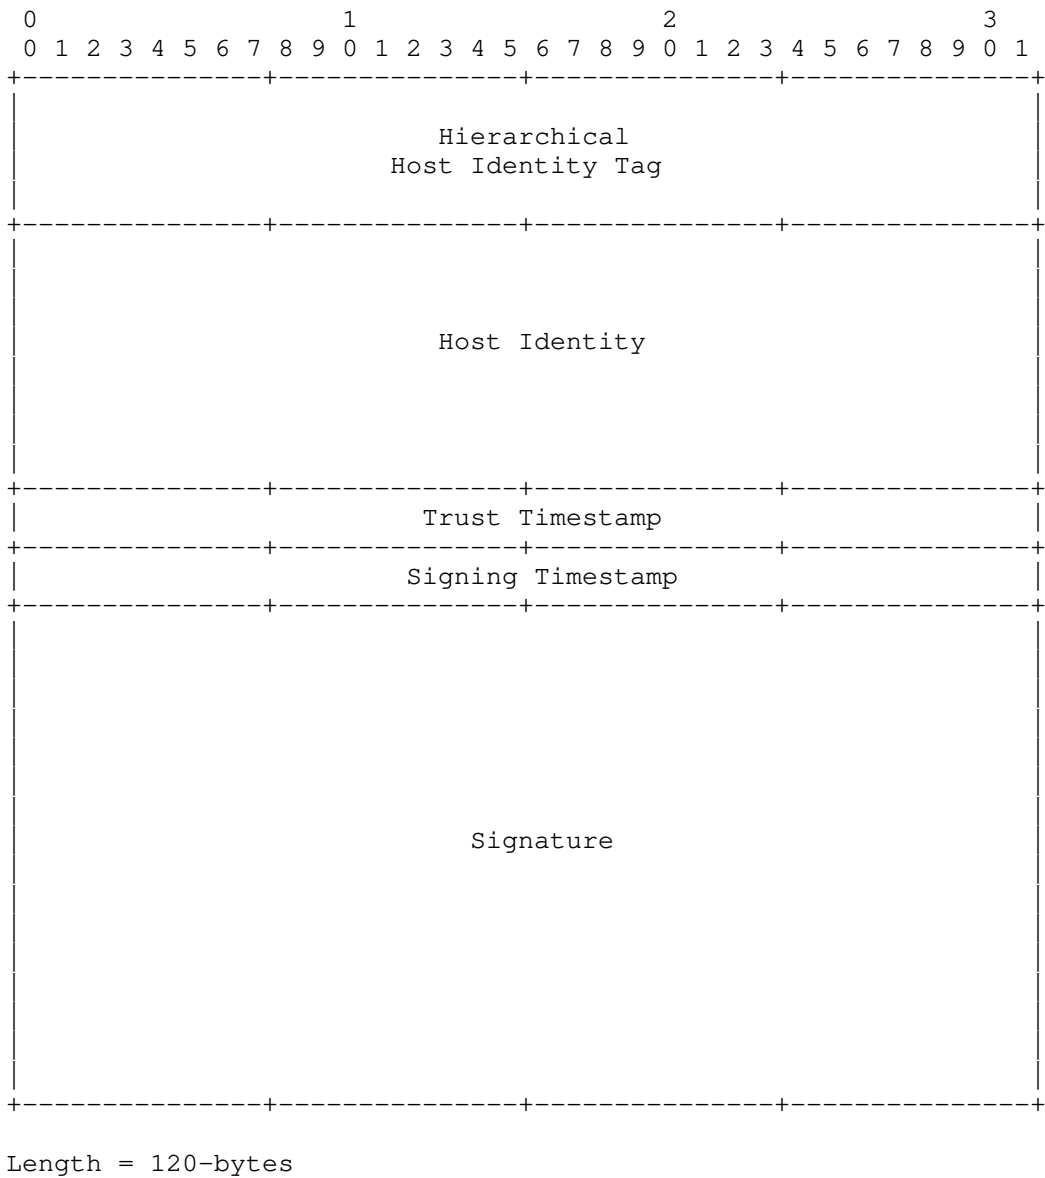 0                   1                   2                   3
0 1 2 3 4 5 6 7 8 9 0 1 2 3 4 5 6 7 8 9 0 1 2 3 4 5 6 7 8 9 0 1
Hierarchical
Host Identity Tag
Host Identity
Trust Timestamp
Signing Timestamp
Signature
Length = 120-bytes